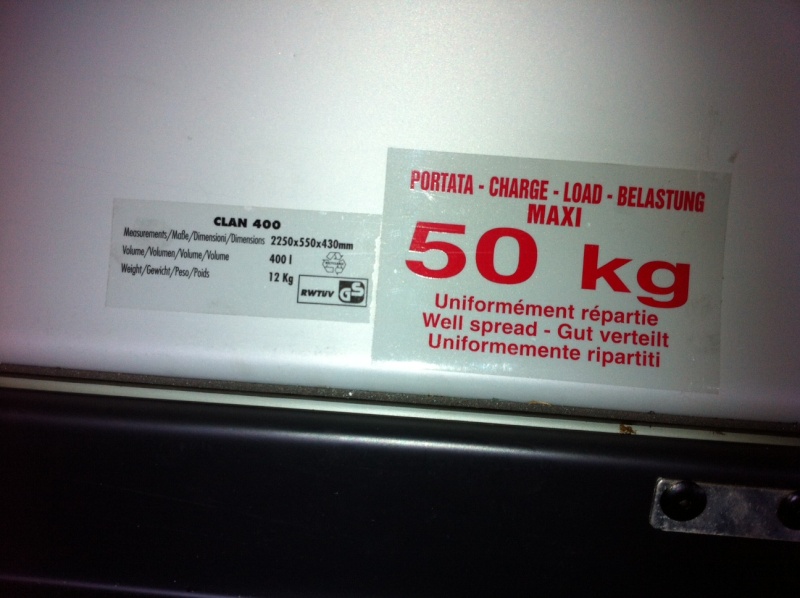 CLAN 400
Measurements/Maße/Dimensioni/Dimensions 2250x550x430mm
Volume/Volumen/Volume/Volume 400 l
Weight/Gewicht/Peso/Poids 12 Kg
RWTÜV GS
PORTATA - CHARGE - LOAD - BELASTUNG
MAXI
50 kg
Uniformément répartie
Well spread - Gut verteilt
Uniformemente ripartiti